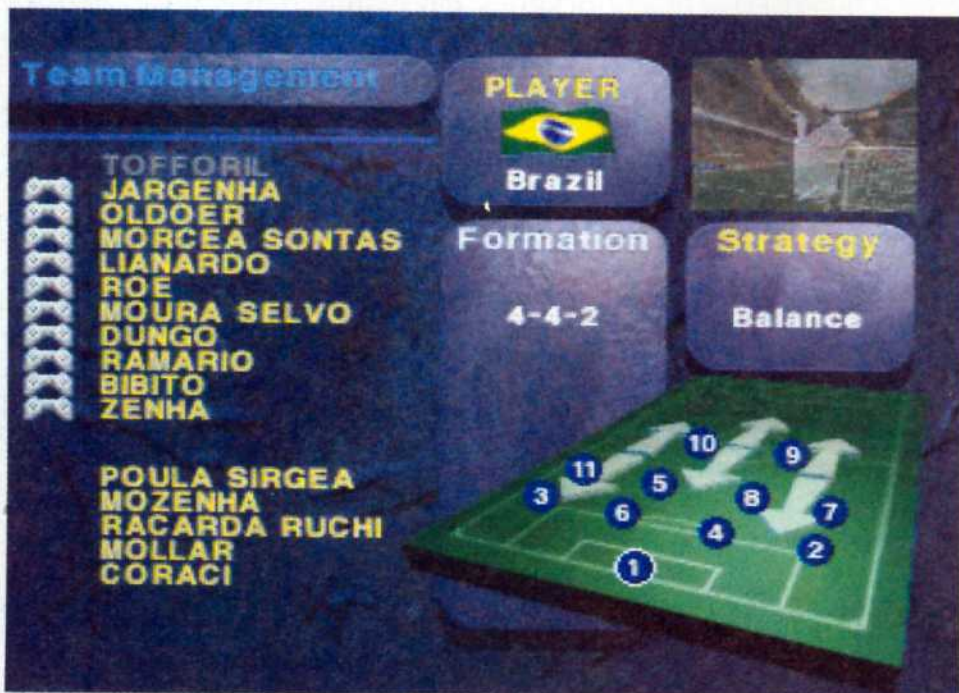 Team Management
TOFFORIL
JARGENHA
OLDOER
MORCEA SONTAS
LIANARDO
ROE
MOURA SELVO
DUNGO
RAMARIO
BIBITO
ZENHA
POULA SIRGEA
MOZENHA
RACARDA RUCHI
MOLLAR
CORACI
PLAYER
Brazil
Formation
4-4-2
Strategy
Balance
10
9
11
5
3
8
7
6
4
2
1